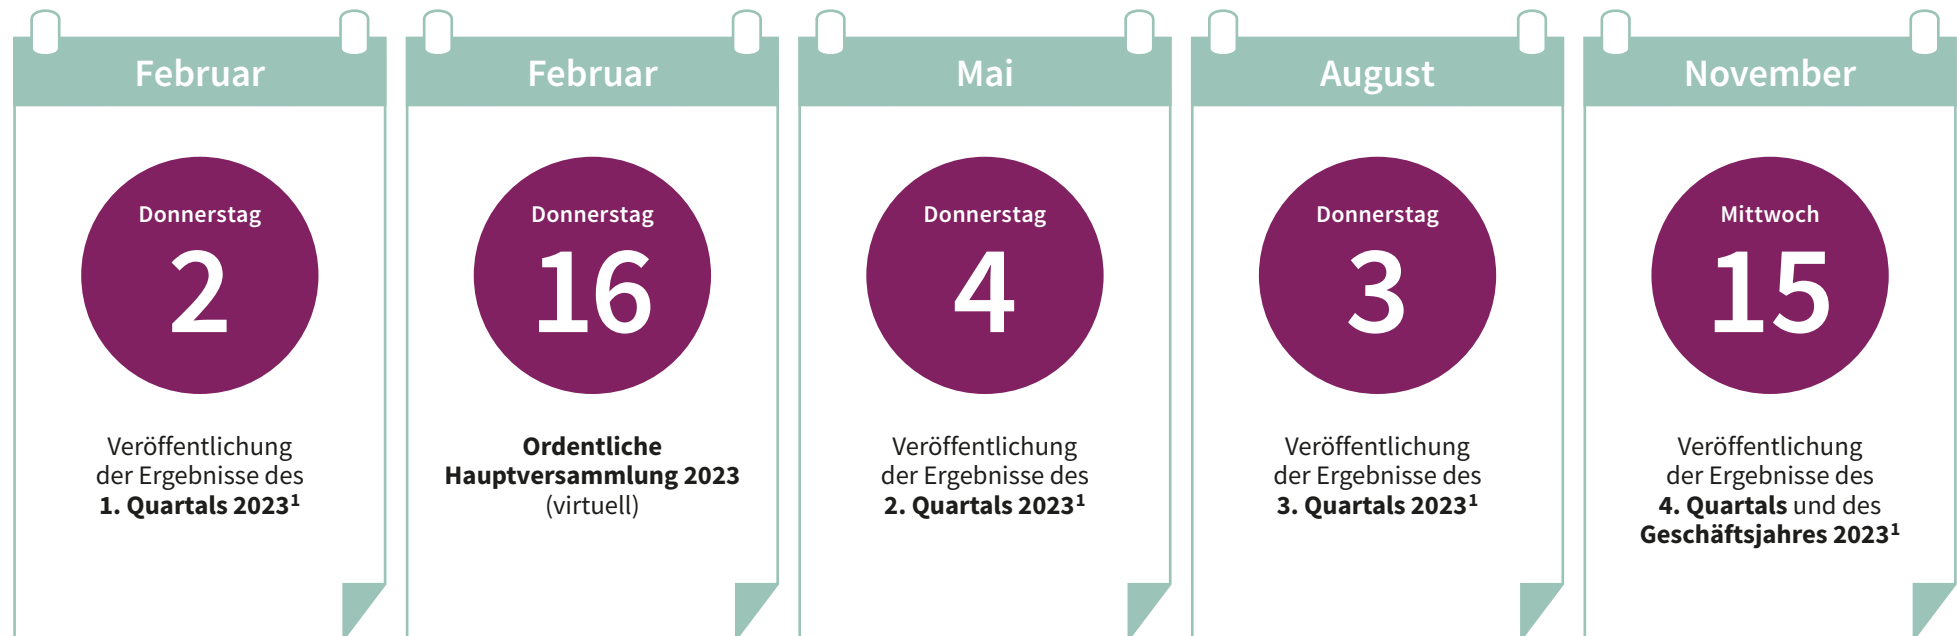 Februar
Donnerstag
2
Veröffentlichung
der Ergebnisse des
1. Quartals 2023¹
Februar
Donnerstag
16
Ordentliche
Hauptversammlung 2023
(virtuell)
Mai
Donnerstag
4
Veröffentlichung
der Ergebnisse des
2. Quartals 2023¹
August
Donnerstag
3
Veröffentlichung
der Ergebnisse des
3. Quartals 2023¹
November
Mittwoch
15
Veröffentlichung
der Ergebnisse des
4. Quartals und des
Geschäftsjahres 2023¹